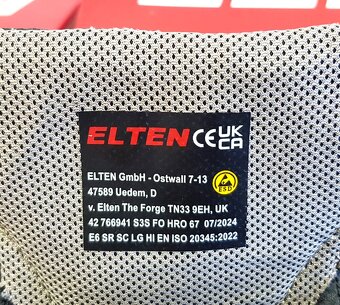 ELTEN CE UK CA
ELTEN GmbH - Ostwall 7-13
47589 Uedem, D
ESD
v. Elten The Forge TN33 9EH, UK
42 766941 S3S FO HRO 67 07/2024
E6 SR SC LG HI EN ISO 20345:2022